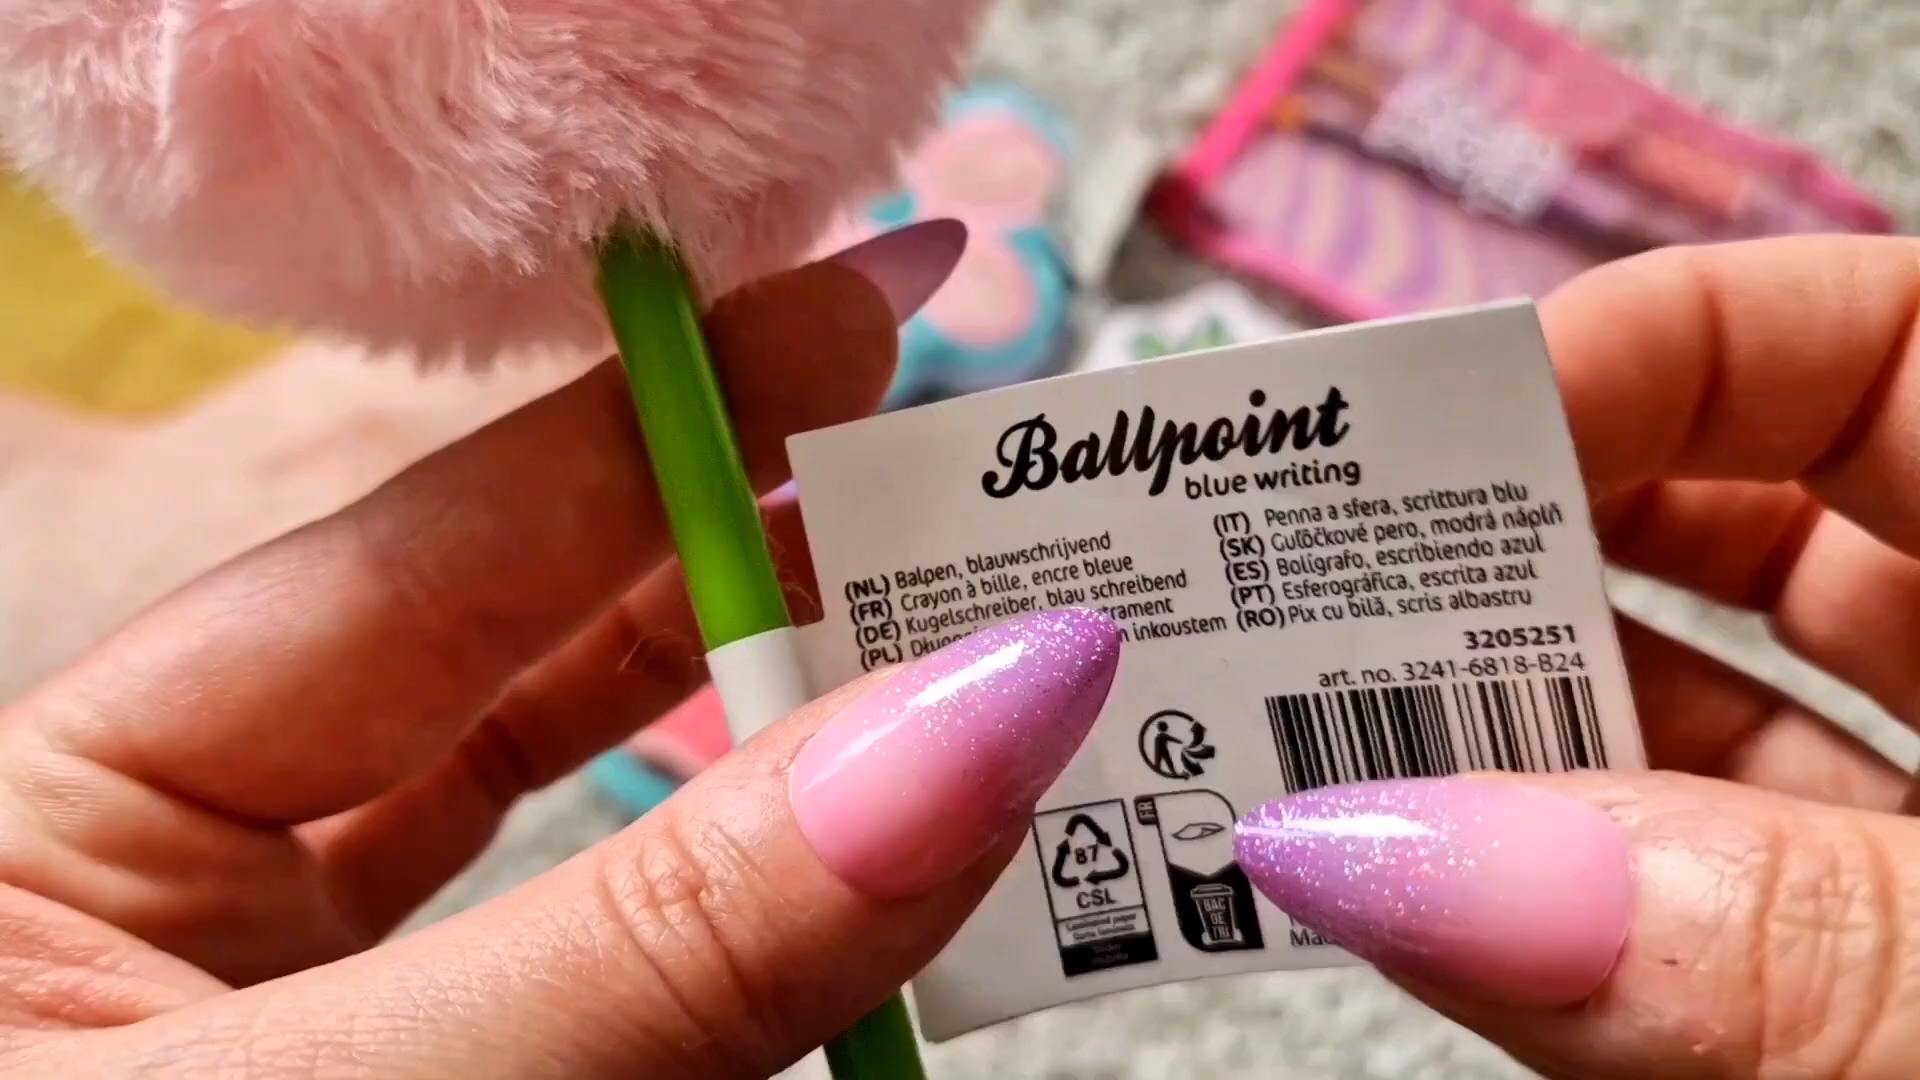 Ballpoint
blue writing
(NL) Balpen, blauwschrijvend
(FR) Crayon à bille, encre bleue
(DE) Kugelschreiber, blau schreibend
(PL)
inkoustem
(IT) Penna a sfera, scrittura blu
(SK) Guľôčkové pero, modrá náplň
(ES) Bolígrafo, escribiendo azul
(PT) Esferográfica, escrita azul
(RO) Pix cu bilă, scris albastru
3205251
art. no. 3241-6818-B24
87
CSL
FR
BAC
DE
TRI